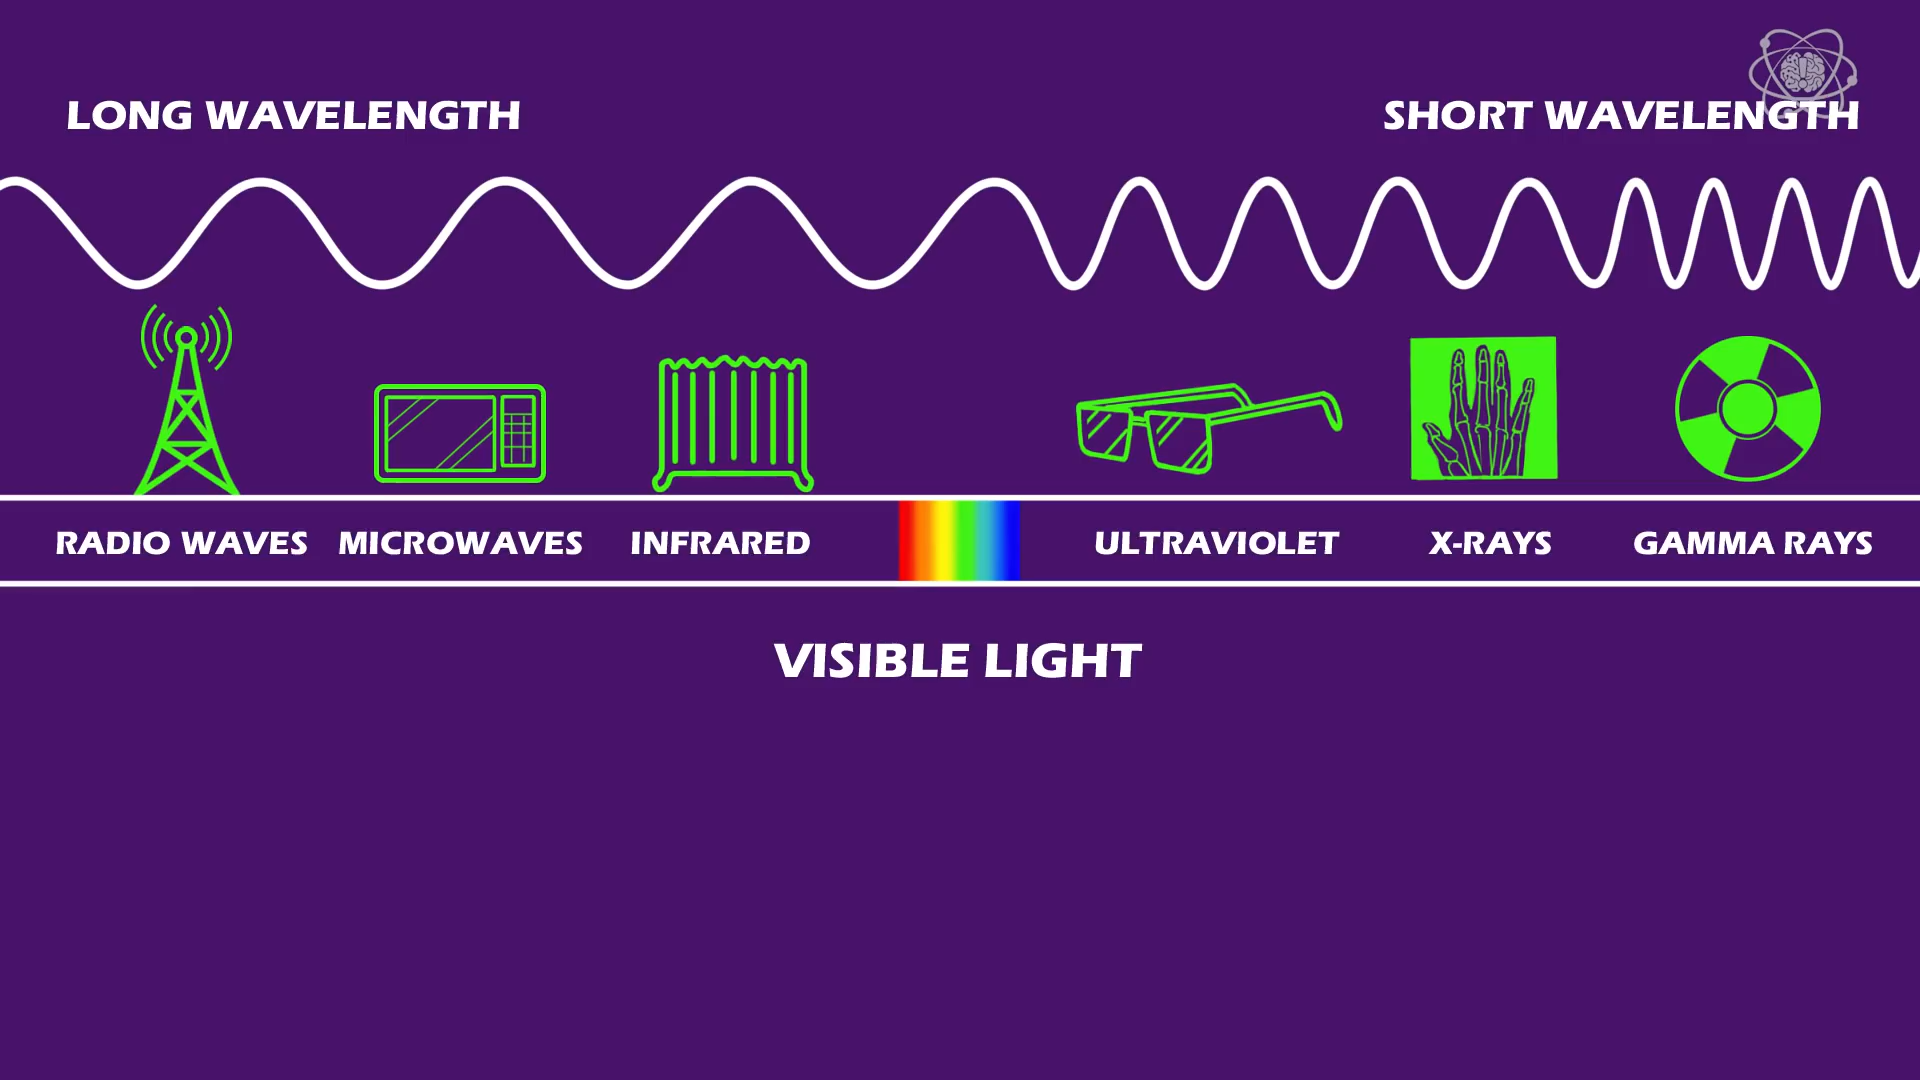 LONG WAVELENGTH
SHORT WAVELENGTH
RADIO WAVES
MICROWAVES
INFRARED
ULTRAVIOLET
X-RAYS
GAMMA RAYS
VISIBLE LIGHT